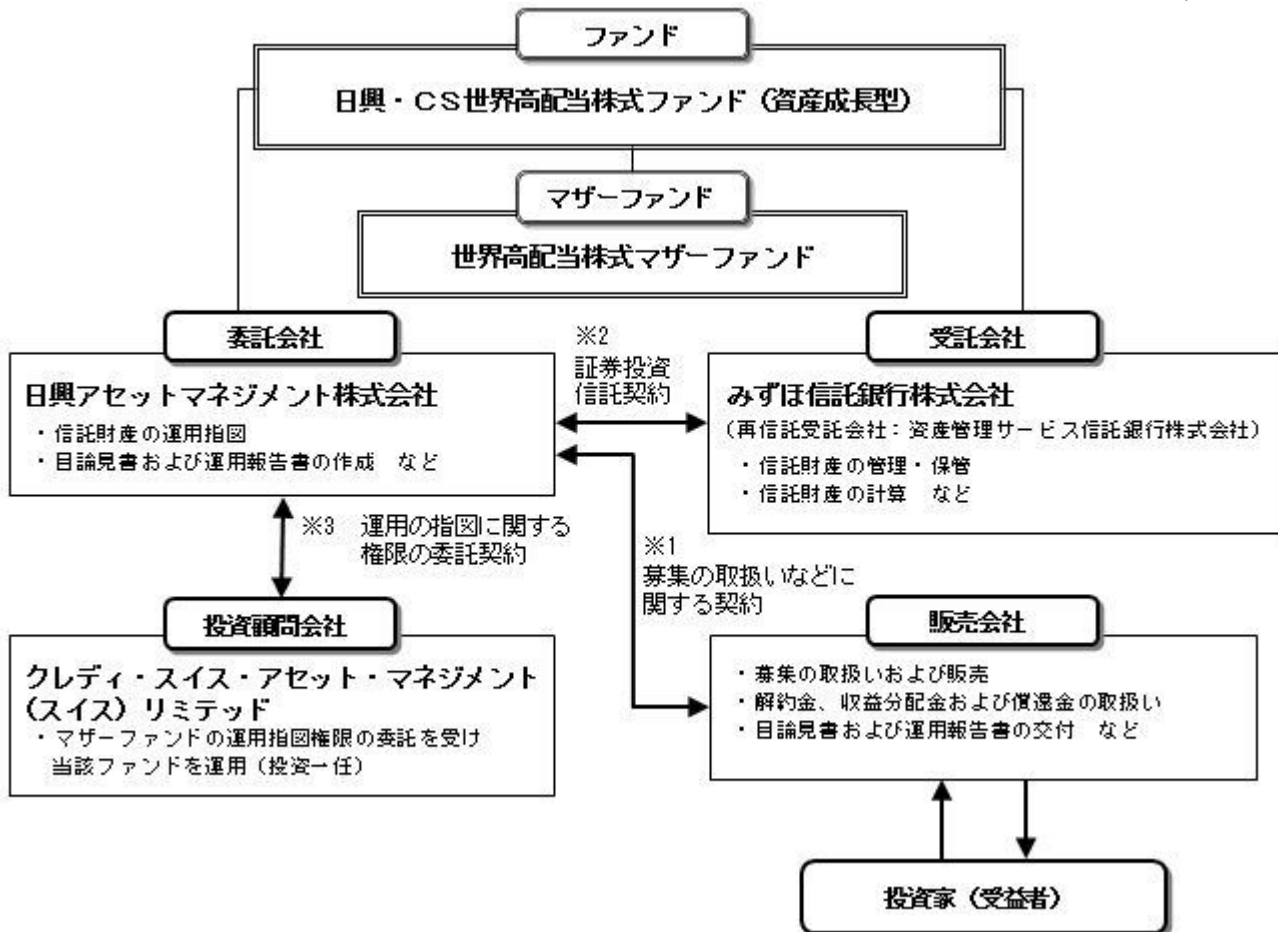 ファンド
日興・ＣＳ世界高配当株式ファンド（資産成長型）
マザーファンド
世界高配当株式マザーファンド
委託会社
日興アセットマネジメント株式会社
・信託財産の運用指図
・目論見書および運用報告書の作成　など
※2
証券投資
信託契約
受託会社
みずほ信託銀行株式会社
（再信託受託会社：資産管理サービス信託銀行株式会社）
・信託財産の管理・保管
・信託財産の計算　など
※3　運用の指図に関する
権限の委託契約
※1
募集の取扱いなどに
関する契約
投資顧問会社
クレディ・スイス・アセット・マネジメント
（スイス）リミテッド
・マザーファンドの運用指図権限の委託を受け
当該ファンドを運用（投資一任）
販売会社
・募集の取扱いおよび販売
・解約金、収益分配金および償還金の取扱い
・目論見書および運用報告書の交付　など
投資家（受益者）